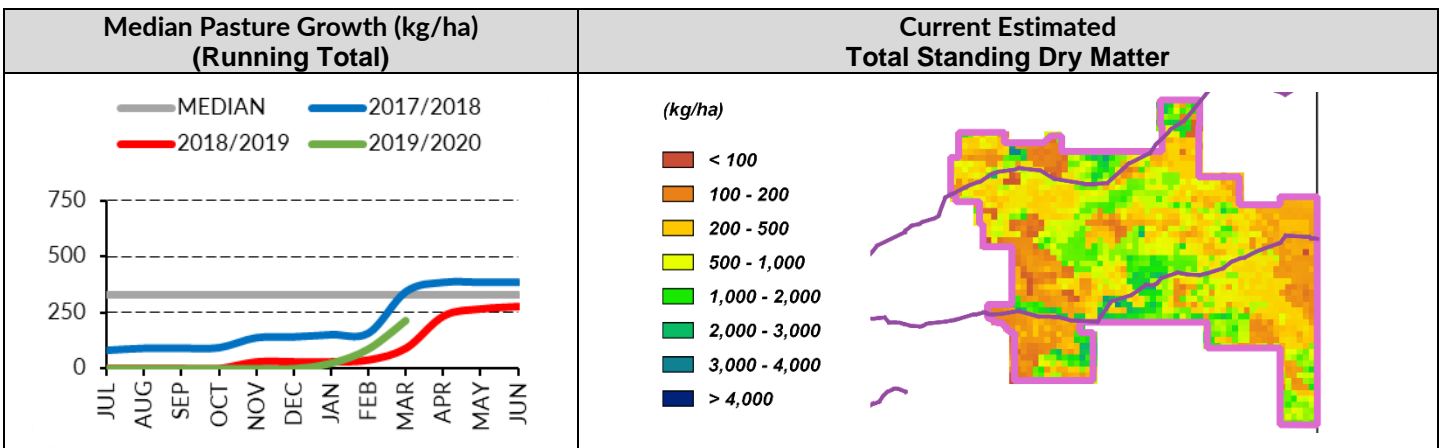 Median Pasture Growth (kg/ha)
(Running Total)
Current Estimated
Total Standing Dry Matter
MEDIAN
2017/2018
2018/2019
2019/2020
750
500
250
0
JUL
AUG
SEP
OCT
NOV
DEC
JAN
FEB
MAR
APR
MAY
JUN
(kg/ha)
< 100
100 - 200
200 - 500
500 - 1,000
1,000 - 2,000
2,000 - 3,000
3,000 - 4,000
> 4,000